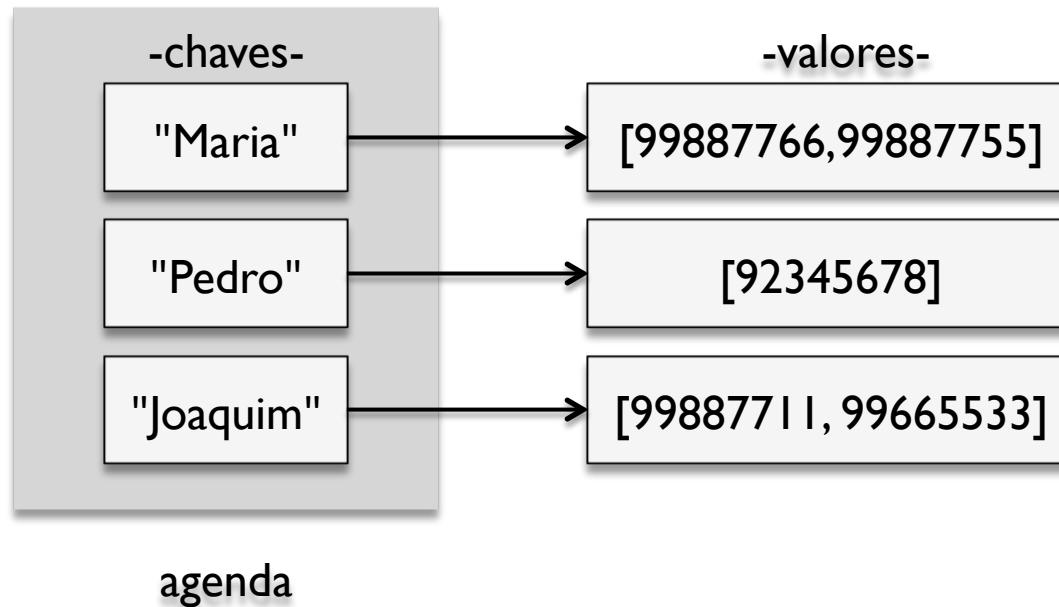 -chaves-
-valores-
"Maria"
[99887766,99887755]
"Pedro"
[92345678]
"Joaquim"
[99887711, 99665533]
agenda